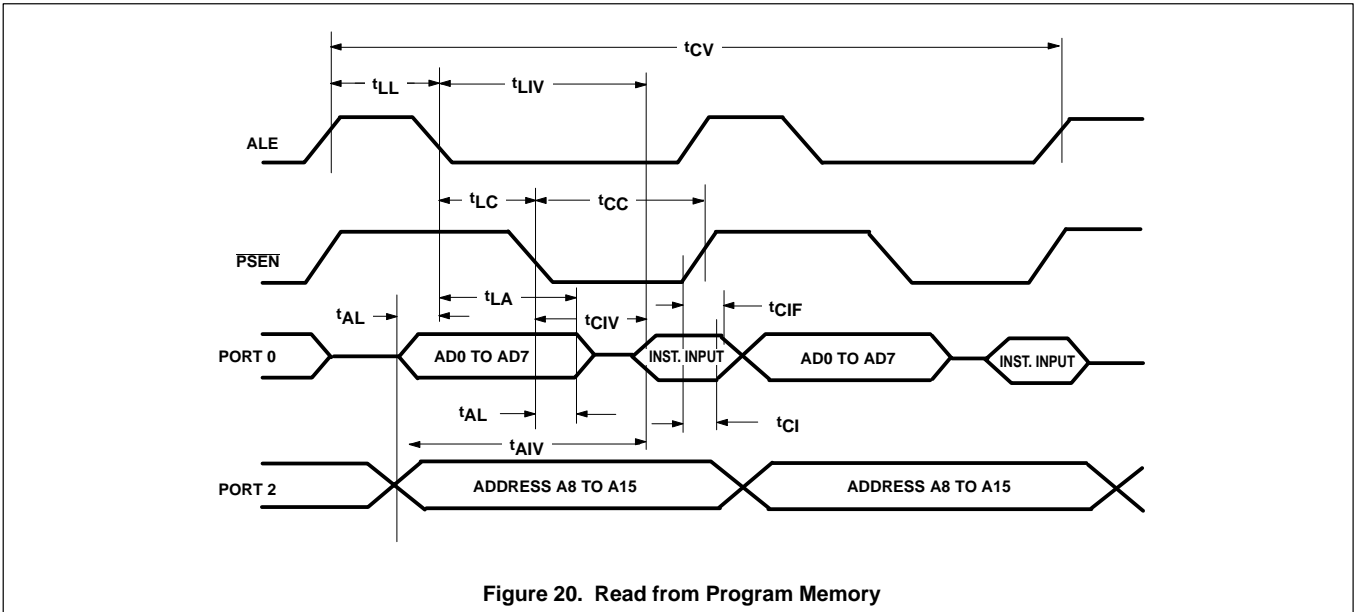 tCV
tLL
tLIV
ALE
tLC
tCC
PSEN
tLA
tAL
tCIV
tCIF
PORT 0
AD0 TO AD7
INST. INPUT
AD0 TO AD7
INST. INPUT
tAL
tCI
tAIV
PORT 2
ADDRESS A8 TO A15
ADDRESS A8 TO A15
Figure 20. Read from Program Memory